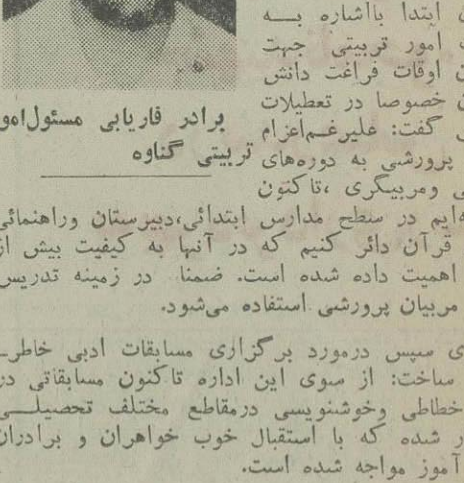 ابتدا بااشاره بـــه
امور تربیتی جهت
اوقات فراغت دانش
خصوصا در تعطیلات
گفت: علیرغـم‌اعزام
پرورشی به دوره‌های
ومربیگری ،تاکنون
برادر فاریابی مسئول‌امو
تربیتی گناوه
ه‌ایم در سطح مدارس ابتدائی،دبیرستان وراهنمائی
قرآن دائر کنیم که در آنها به کیفیت بیش از
اهمیت داده شده است. ضمنا در زمینه تدریس
مربیان پرورشی استفاده می‌شود.
ی سپس درمورد برگزاری مسابقات ادبی خاطر
ساخت: از سوی این اداره تاکنون مسابقاتی در
خطاطی وخوشنویسی درمقاطع مختلف تحصیلــی
ر شده که با استقبال خوب خواهران و برادران
آموز مواجه شده است.